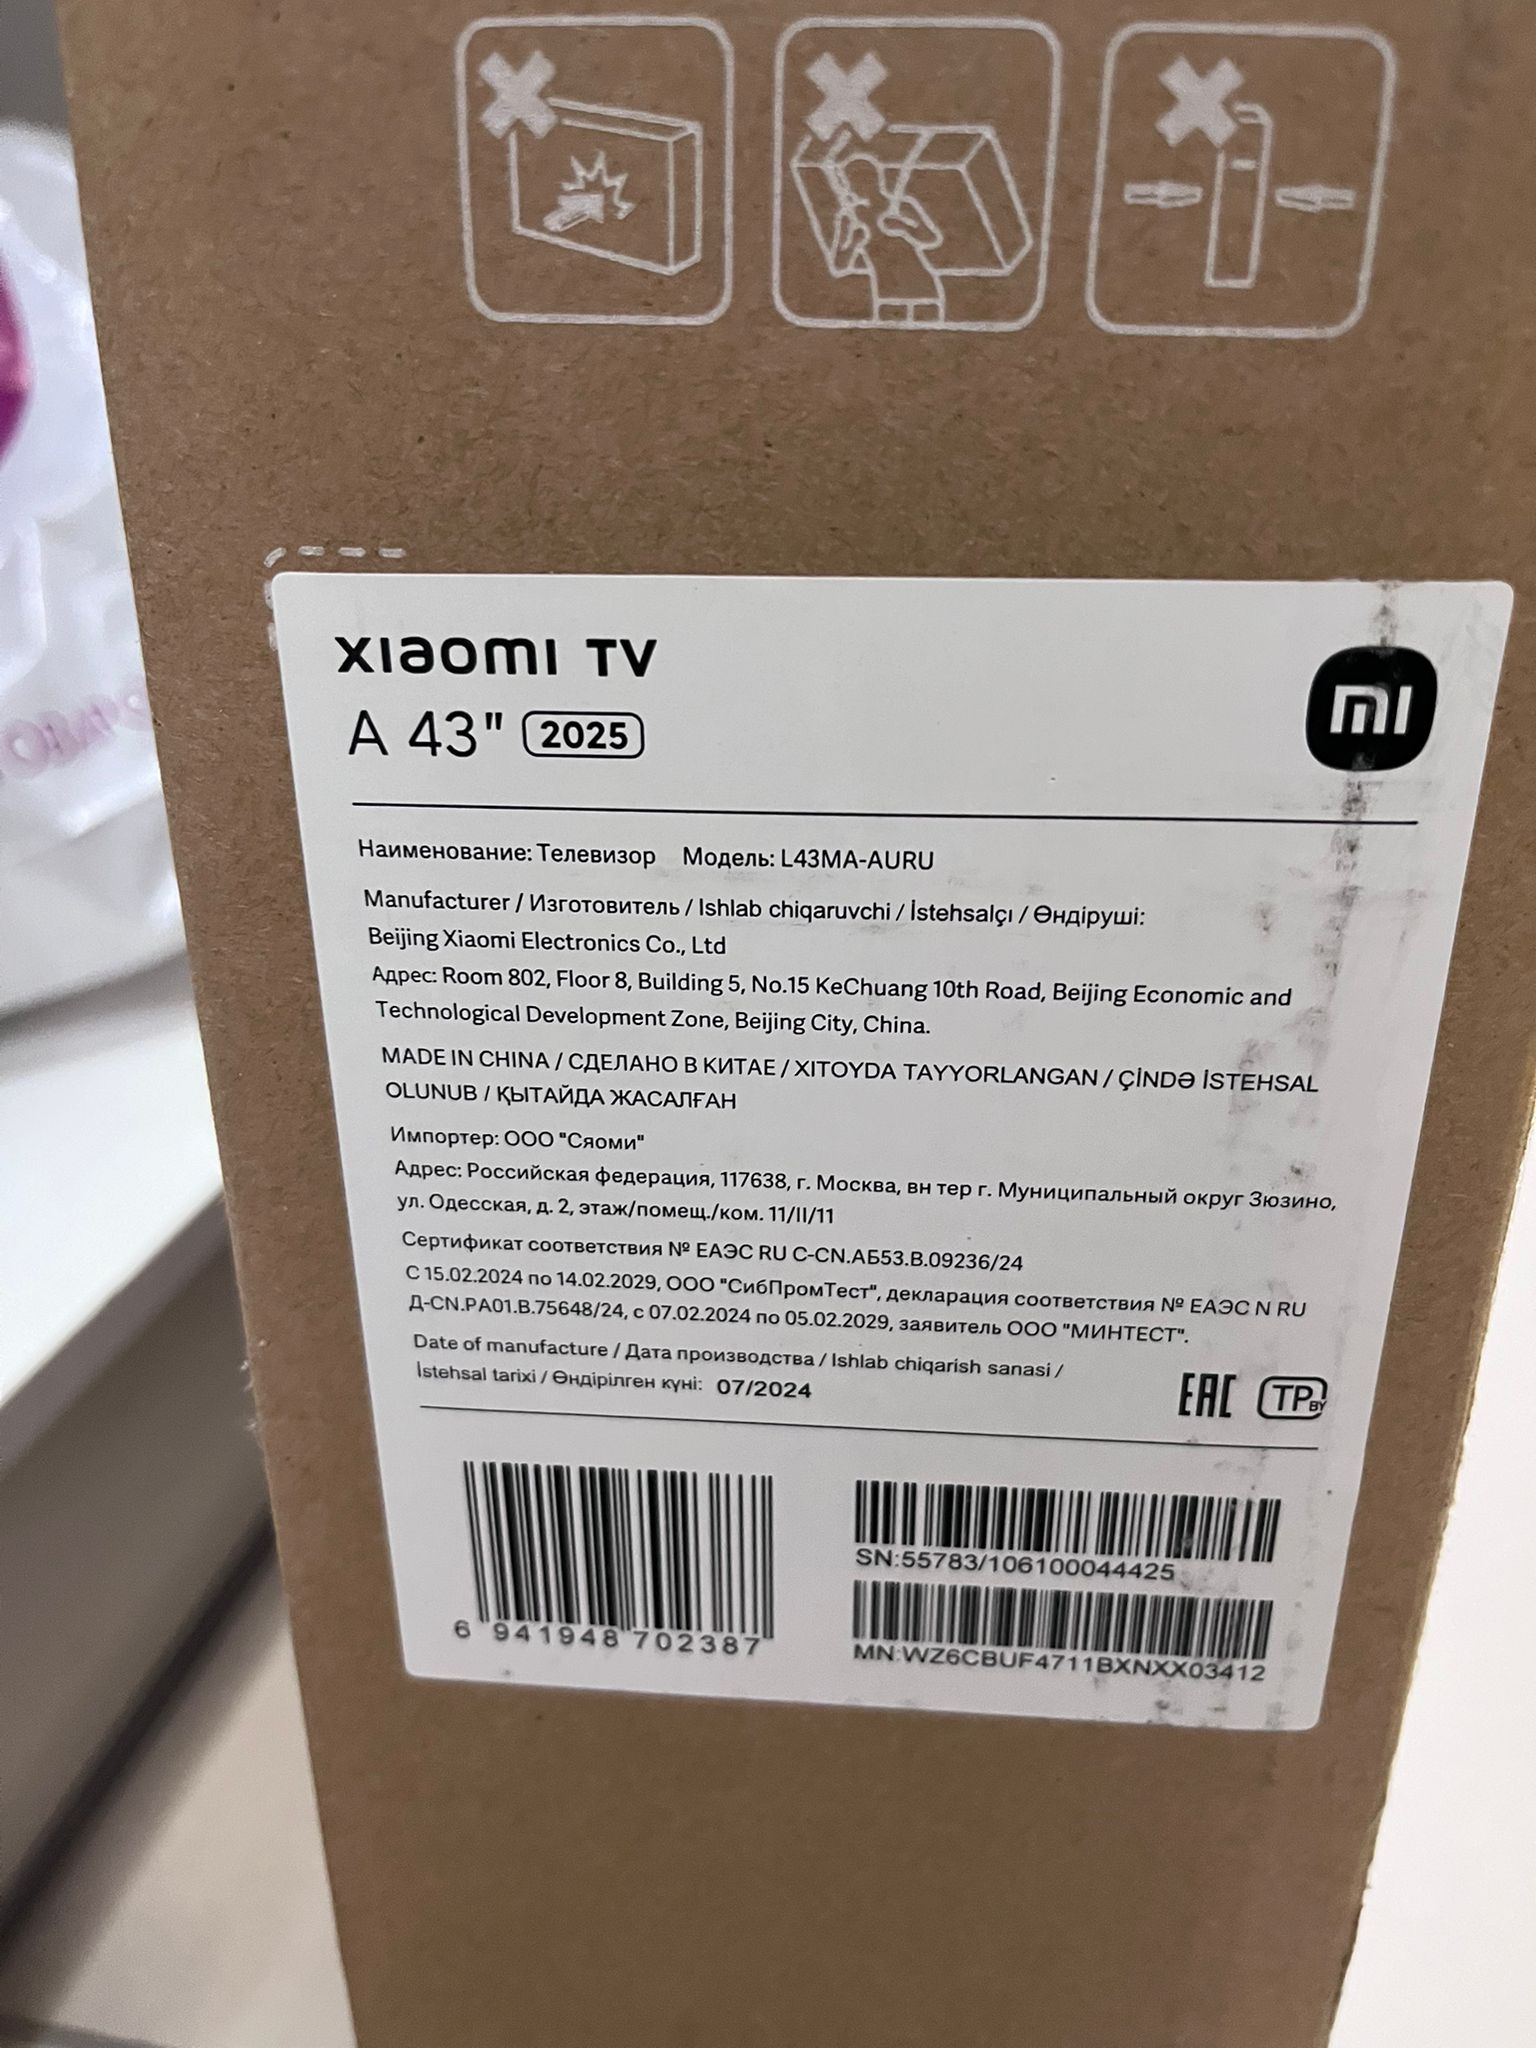 xiaomi TV
A 43" 2025
mi
Наименование: Телевизор Модель: L43MA-AURU
Manufacturer / Изготовитель / Ishlab chiqaruvchi / İstehsalçı / Өндіруші:
Beijing Xiaomi Electronics Co., Ltd
Адрес: Room 802, Floor 8, Building 5, No.15 KeChuang 10th Road, Beijing Economic and
Technological Development Zone, Beijing City, China.
MADE IN CHINA / СДЕЛАНО В КИТАЕ / XITOYDA TAYYORLANGAN / ÇİNDƏ İSTEHSAL
OLUNUB / ҚЫТАЙДА ЖАСАЛҒАН
Импортер: ООО "Сяоми"
Адрес: Российская федерация, 117638, г. Москва, вн тер г. Муниципальный округ Зюзино,
ул. Одесская, д. 2, этаж/помещ./ком. 11/II/11
Сертификат соответствия № ЕАЭС RU C-CN.АБ53.В.09236/24
С 15.02.2024 по 14.02.2029, ООО "СибПромТест", декларация соответствия № ЕАЭС N RU
Д-CN.РА01.В.75648/24, с 07.02.2024 по 05.02.2029, заявитель ООО "МИНТЕСТ".
Date of manufacture / Дата производства / Ishlab chiqarish sanasi /
İstehsal tarixi / Өндірілген күні: 07/2024
EAC TP BY
6 941948 702387
SN:55783/106100044425
MN:WZ6CBUF4711BXNXX03412